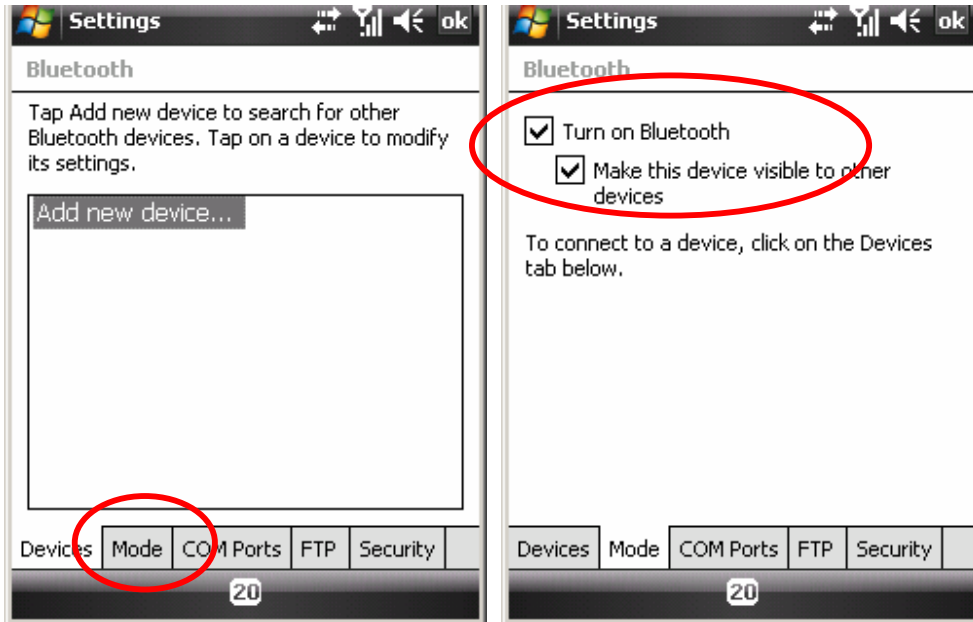 Settings ok
Bluetooth
Tap Add new device to search for other
Bluetooth devices. Tap on a device to modify
its settings.
Add new device...
Devices Mode COM Ports FTP Security
20
Settings ok
Bluetooth
Turn on Bluetooth
Make this device visible to other
devices
To connect to a device, click on the Devices
tab below.
Devices Mode COM Ports FTP Security
20